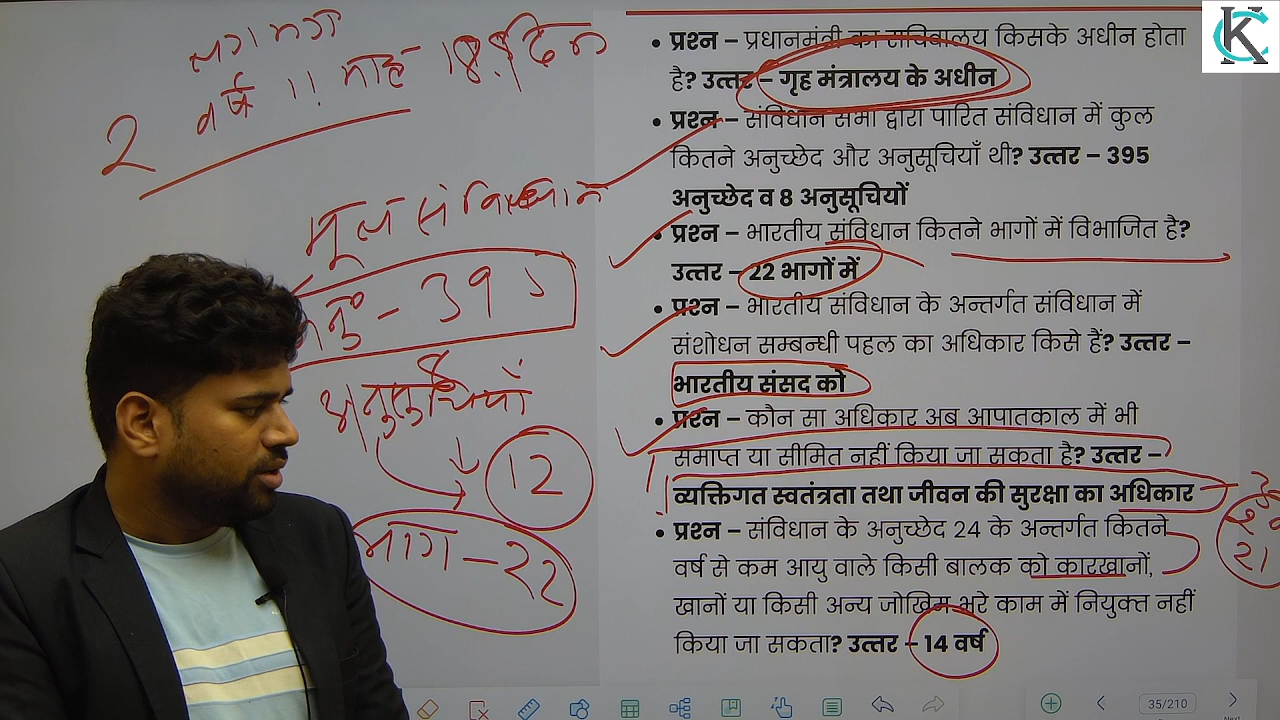 लगभग
2 वर्ष 11 माह 18 दिन
मूल संविधान
अनु० - 395
अनुसूचियाँ
12
भाग - 22
KC
• प्रश्न – प्रधानमंत्री का सचिवालय किसके अधीन होता
है? उत्तर – गृह मंत्रालय के अधीन
• प्रश्न – संविधान सभा द्वारा पारित संविधान में कुल
कितने अनुच्छेद और अनुसूचियाँ थी? उत्तर – 395
अनुच्छेद व 8 अनुसूचियों
• प्रश्न – भारतीय संविधान कितने भागों में विभाजित है?
उत्तर – 22 भागों में
• प्रश्न – भारतीय संविधान के अन्तर्गत संविधान में
संशोधन सम्बन्धी पहल का अधिकार किसे हैं? उत्तर –
भारतीय संसद को
• प्रश्न – कौन सा अधिकार अब आपातकाल में भी
समाप्त या सीमित नहीं किया जा सकता है? उत्तर –
व्यक्तिगत स्वतंत्रता तथा जीवन की सुरक्षा का अधिकार
21
• प्रश्न – संविधान के अनुच्छेद 24 के अन्तर्गत कितने
वर्ष से कम आयु वाले किसी बालक को कारखानों,
खानों या किसी अन्य जोखिम भरे काम में नियुक्त नहीं
किया जा सकता? उत्तर – 14 वर्ष
35/210
Next